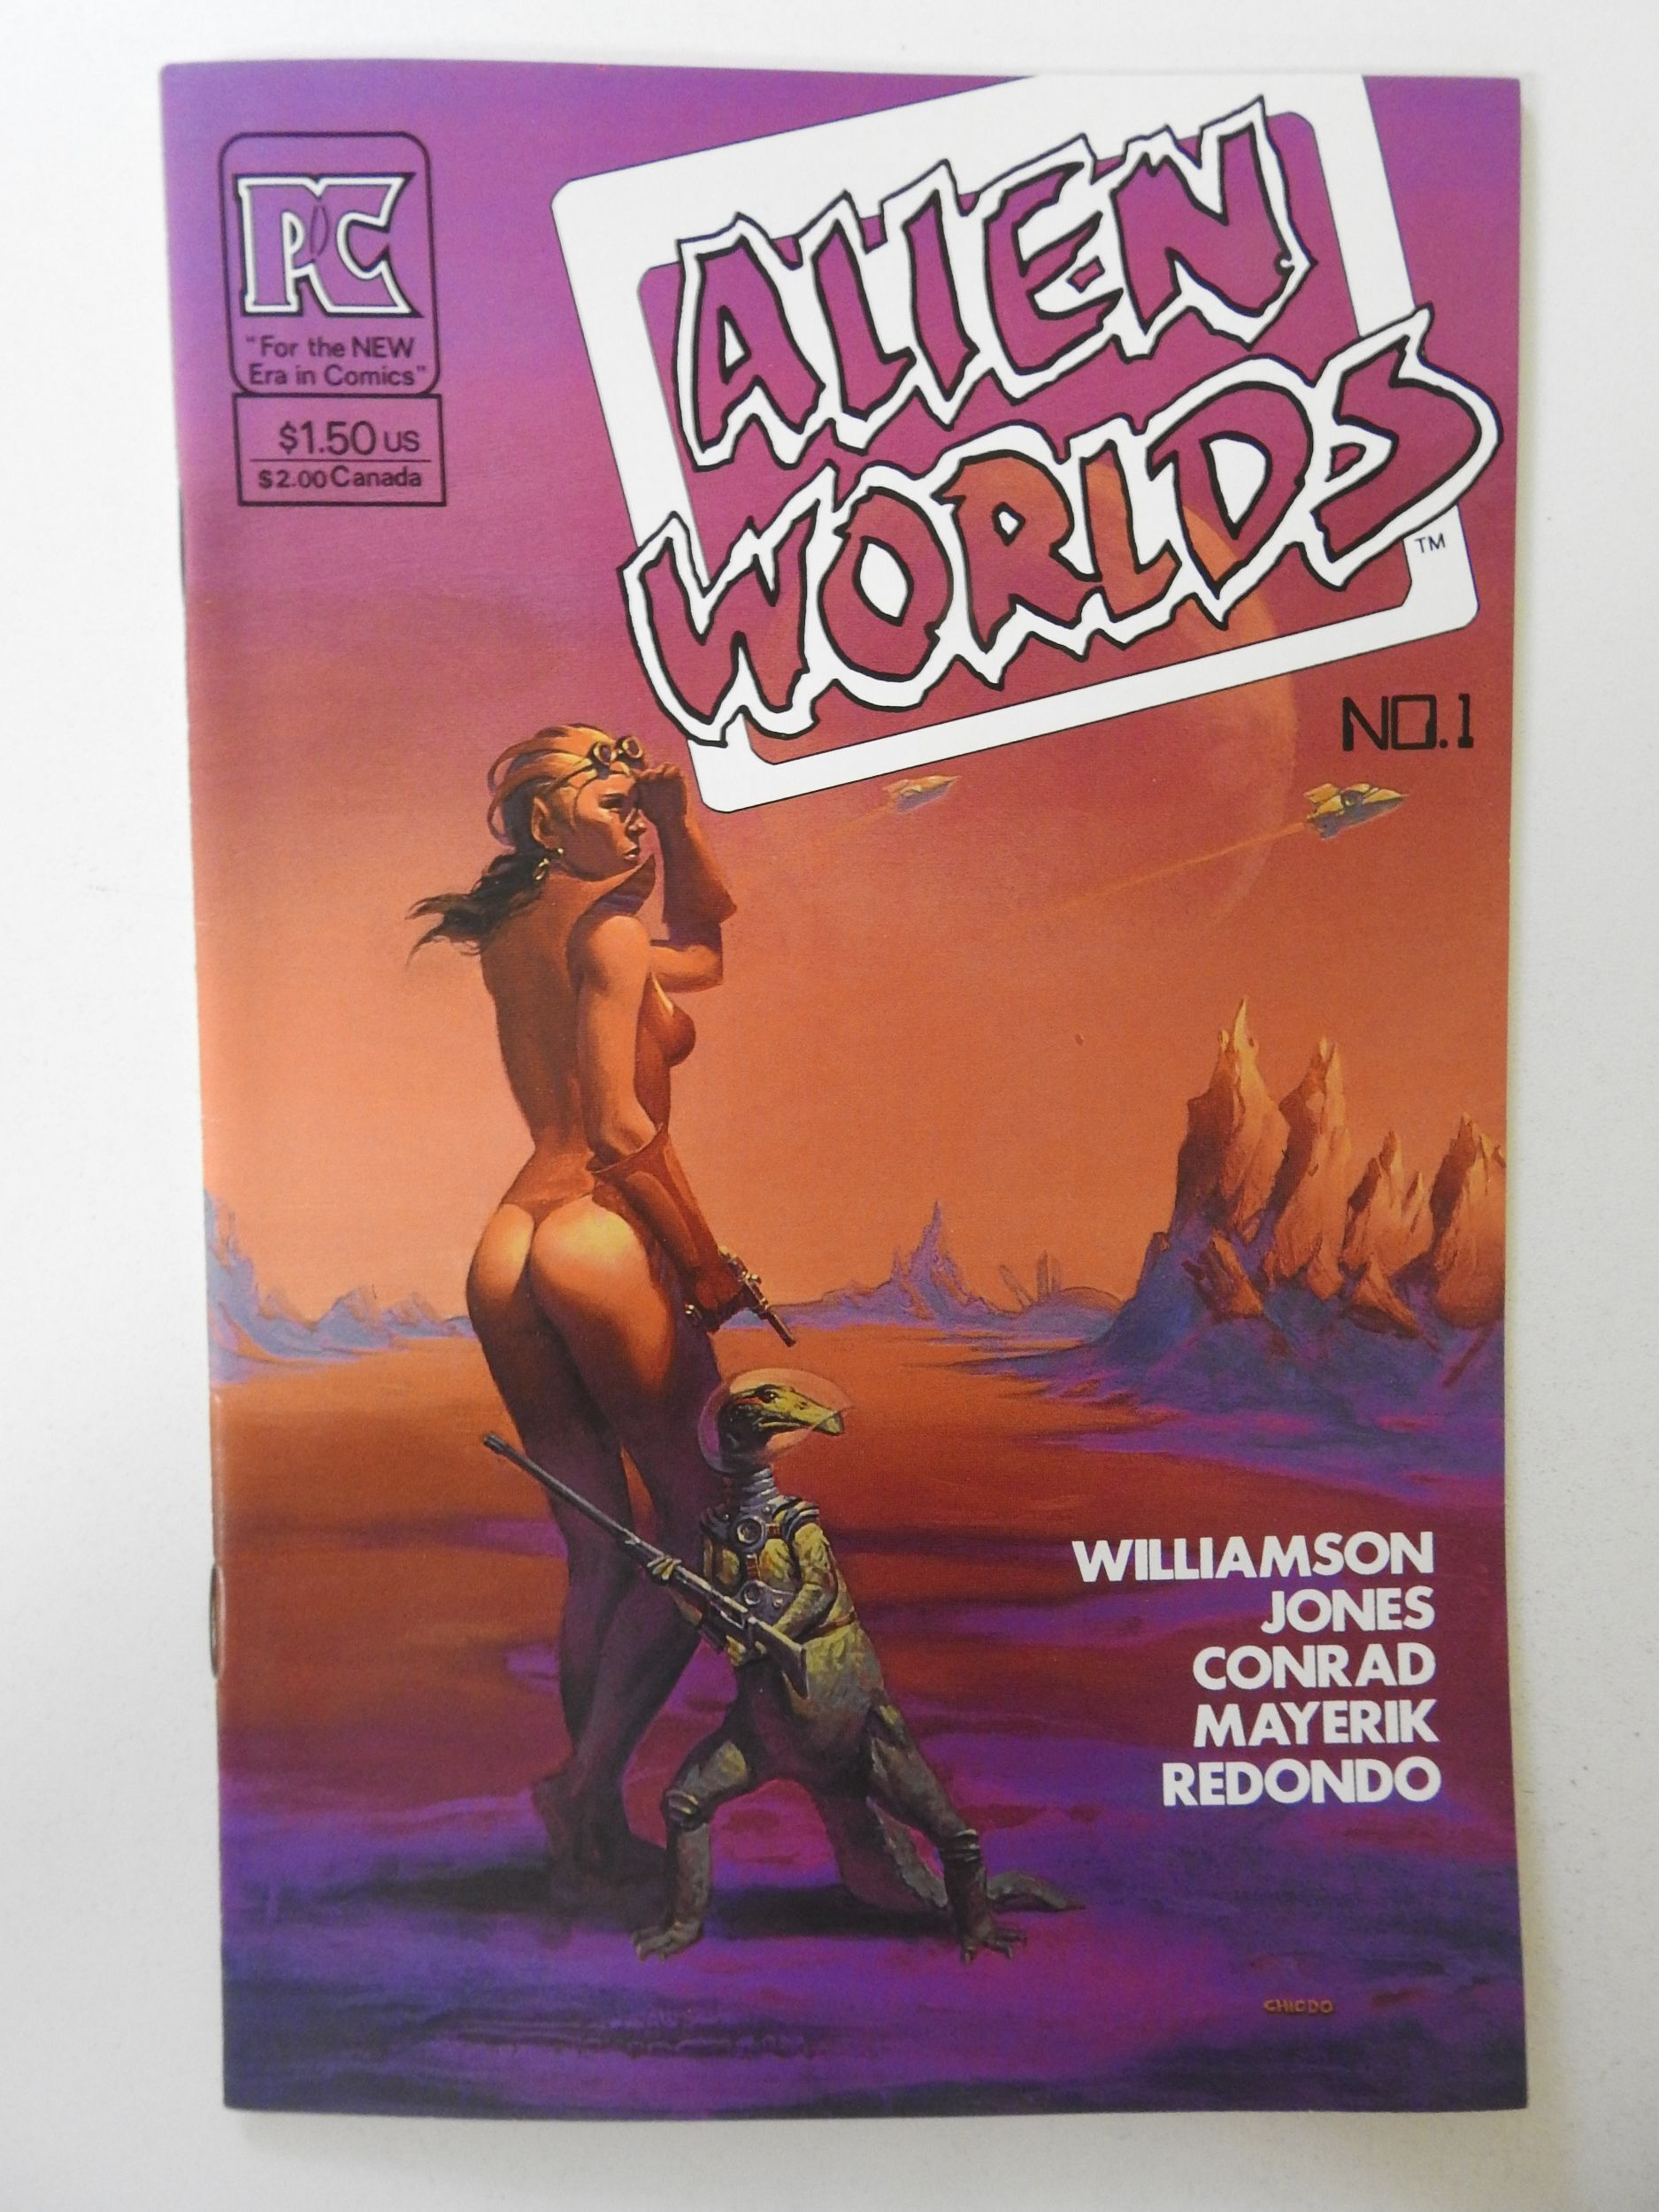 PC
"For the NEW
Era in Comics"
$1.50 US
$2.00 Canada
ALIEN
WORLDS
TM
NO.1
WILLIAMSON
JONES
CONRAD
MAYERIK
REDONDO
CHIODO